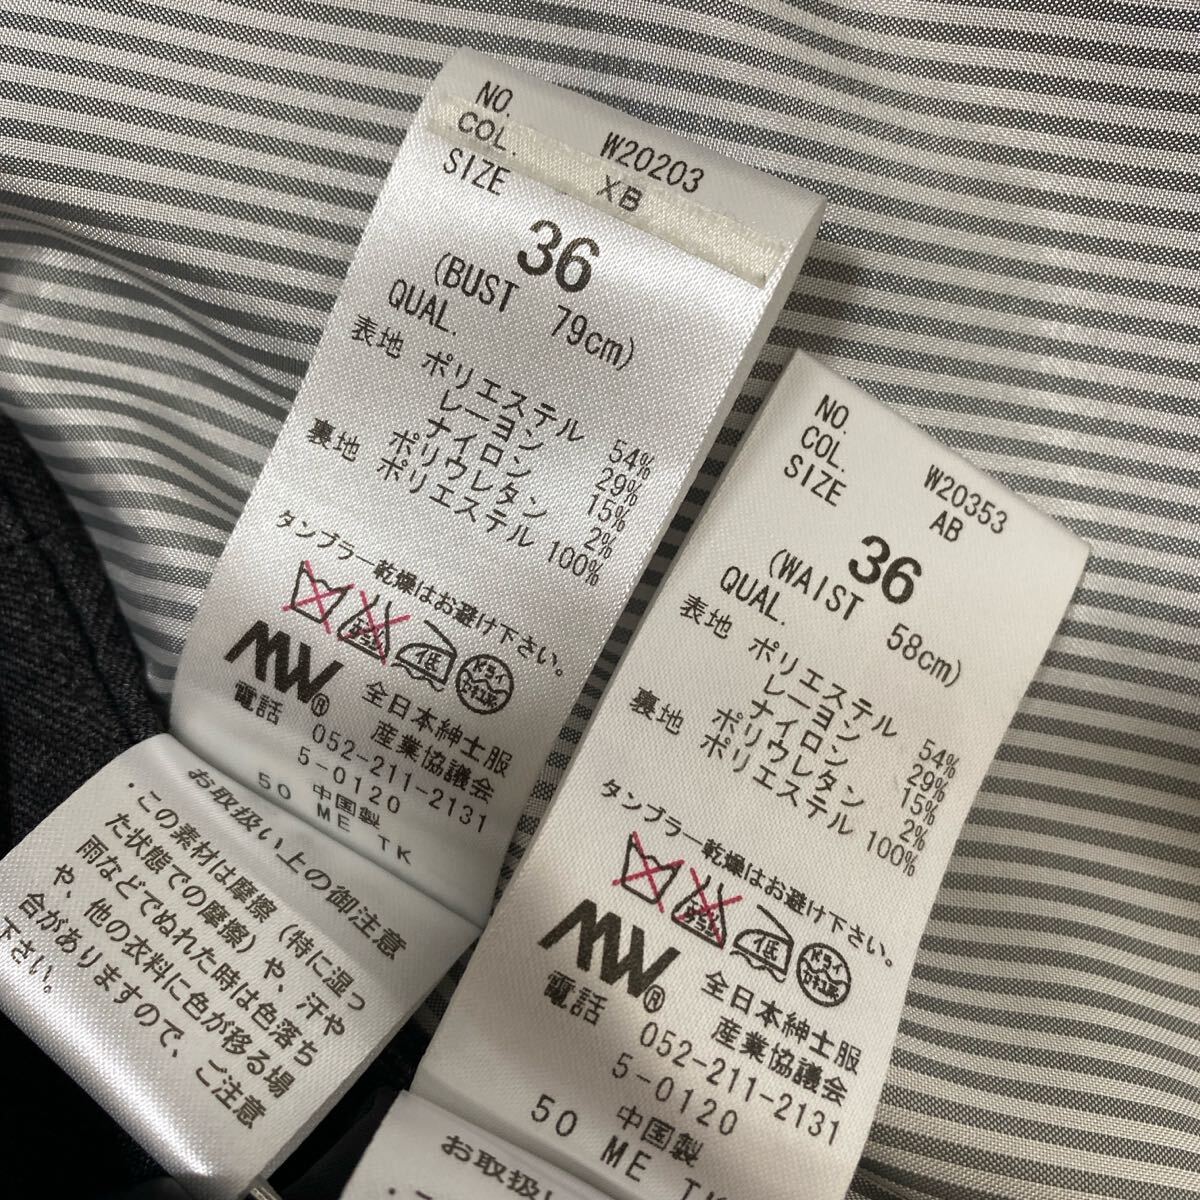 NO. W20203
COL. XB
SIZE
36
(BUST 79cm)
QUAL.
表地 ポリエステル 54%
レーヨン 29%
ナイロン 15%
ポリウレタン 2%
裏地 ポリエステル 100%
タンブラー乾燥はお避け下さい。
低
ドライ
MW®
全日本紳士服
産業協議会
電話 052-211-2131
5-0120
中国製
50 ME TK
お取扱い上の御注意
・この素材は摩擦（特に湿っ
た状態での摩擦）や、汗や
雨などでぬれた時は色落ち
や、他の衣料に色が移る場
合がありますので、ご注意
下さい。
NO. W20353
COL. AB
SIZE
36
(WAIST 58cm)
QUAL.
表地 ポリエステル 54%
レーヨン 29%
ナイロン 15%
ポリウレタン 2%
裏地 ポリエステル 100%
タンブラー乾燥はお避け下さい。
低
ドライ
MW®
全日本紳士服
産業協議会
電話 052-211-2131
5-0120
中国製
50 ME
お取扱い